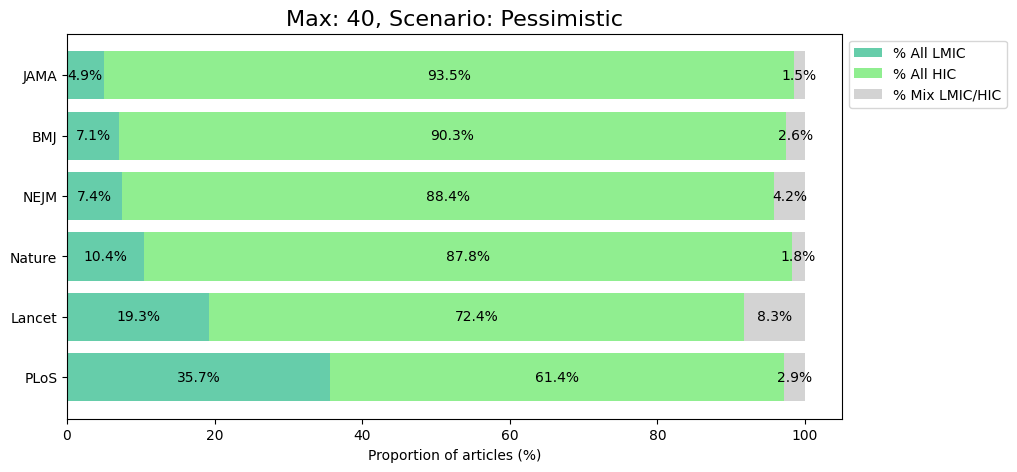 Max: 40, Scenario: Pessimistic
% All LMIC
% All HIC
% Mix LMIC/HIC
JAMA 4.9% 93.5% 1.5%
BMJ 7.1% 90.3% 2.6%
NEJM 7.4% 88.4% 4.2%
Nature 10.4% 87.8% 1.8%
Lancet 19.3% 72.4% 8.3%
PLoS 35.7% 61.4% 2.9%
0 20 40 60 80 100
Proportion of articles (%)